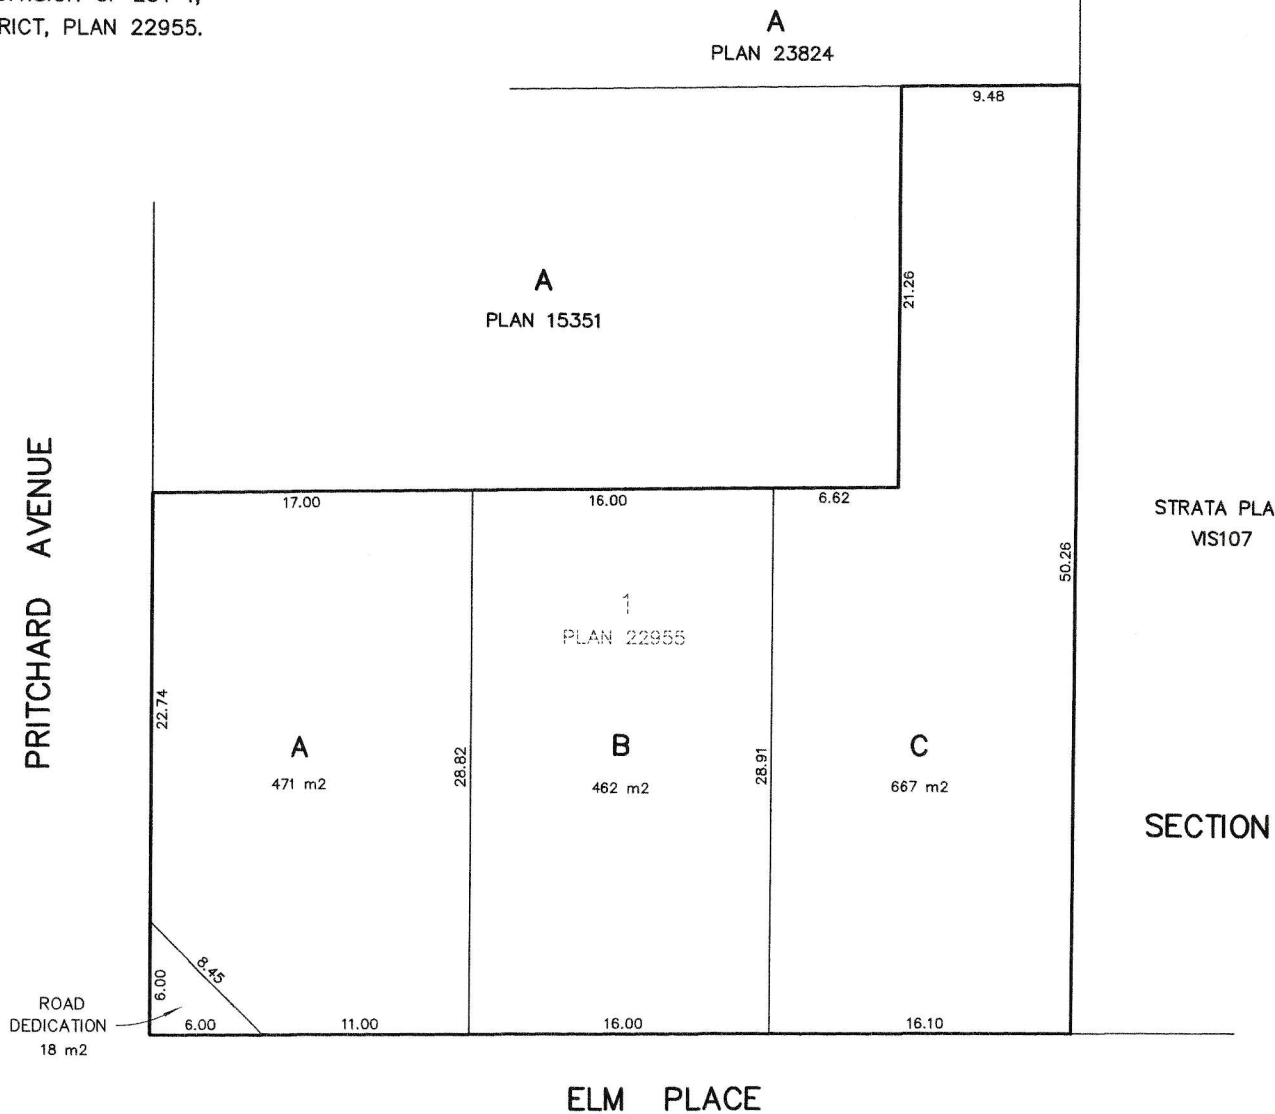 RICT, PLAN 22955.
A
PLAN 23824
9.48
21.26
A
PLAN 15351
PRITCHARD AVENUE
17.00
16.00
6.62
STRATA PLA
VIS107
50.26
1
PLAN 22955
22.74
28.82
28.91
A
471 m2
B
462 m2
C
667 m2
SECTION
8.45
6.00
ROAD
DEDICATION
18 m2
6.00
11.00
16.00
16.10
ELM PLACE